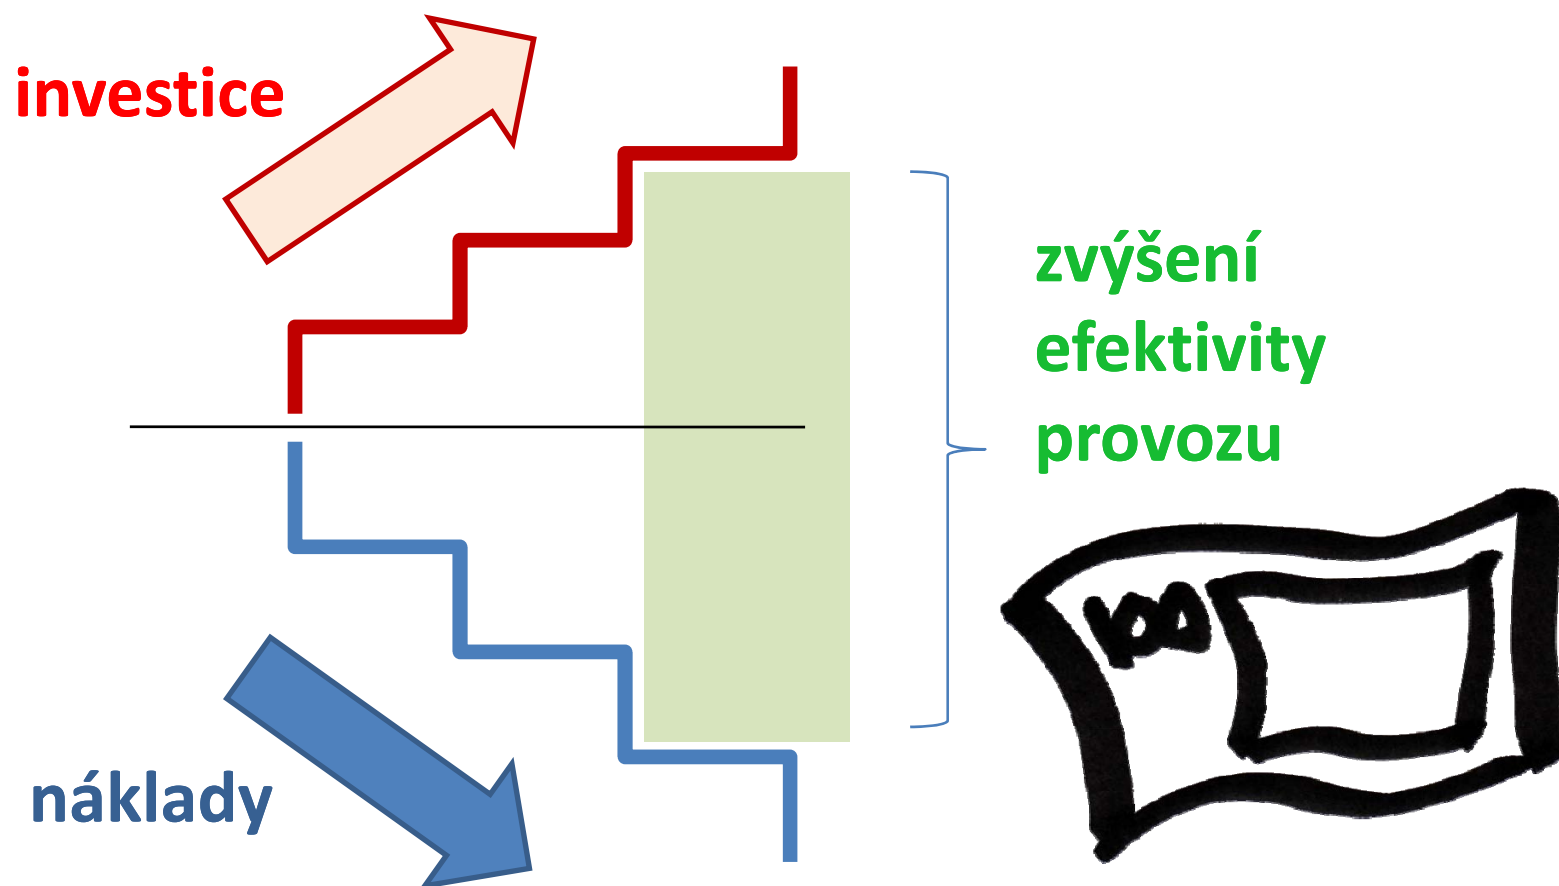 investice
zvýšení
efektivity
provozu
100
náklady